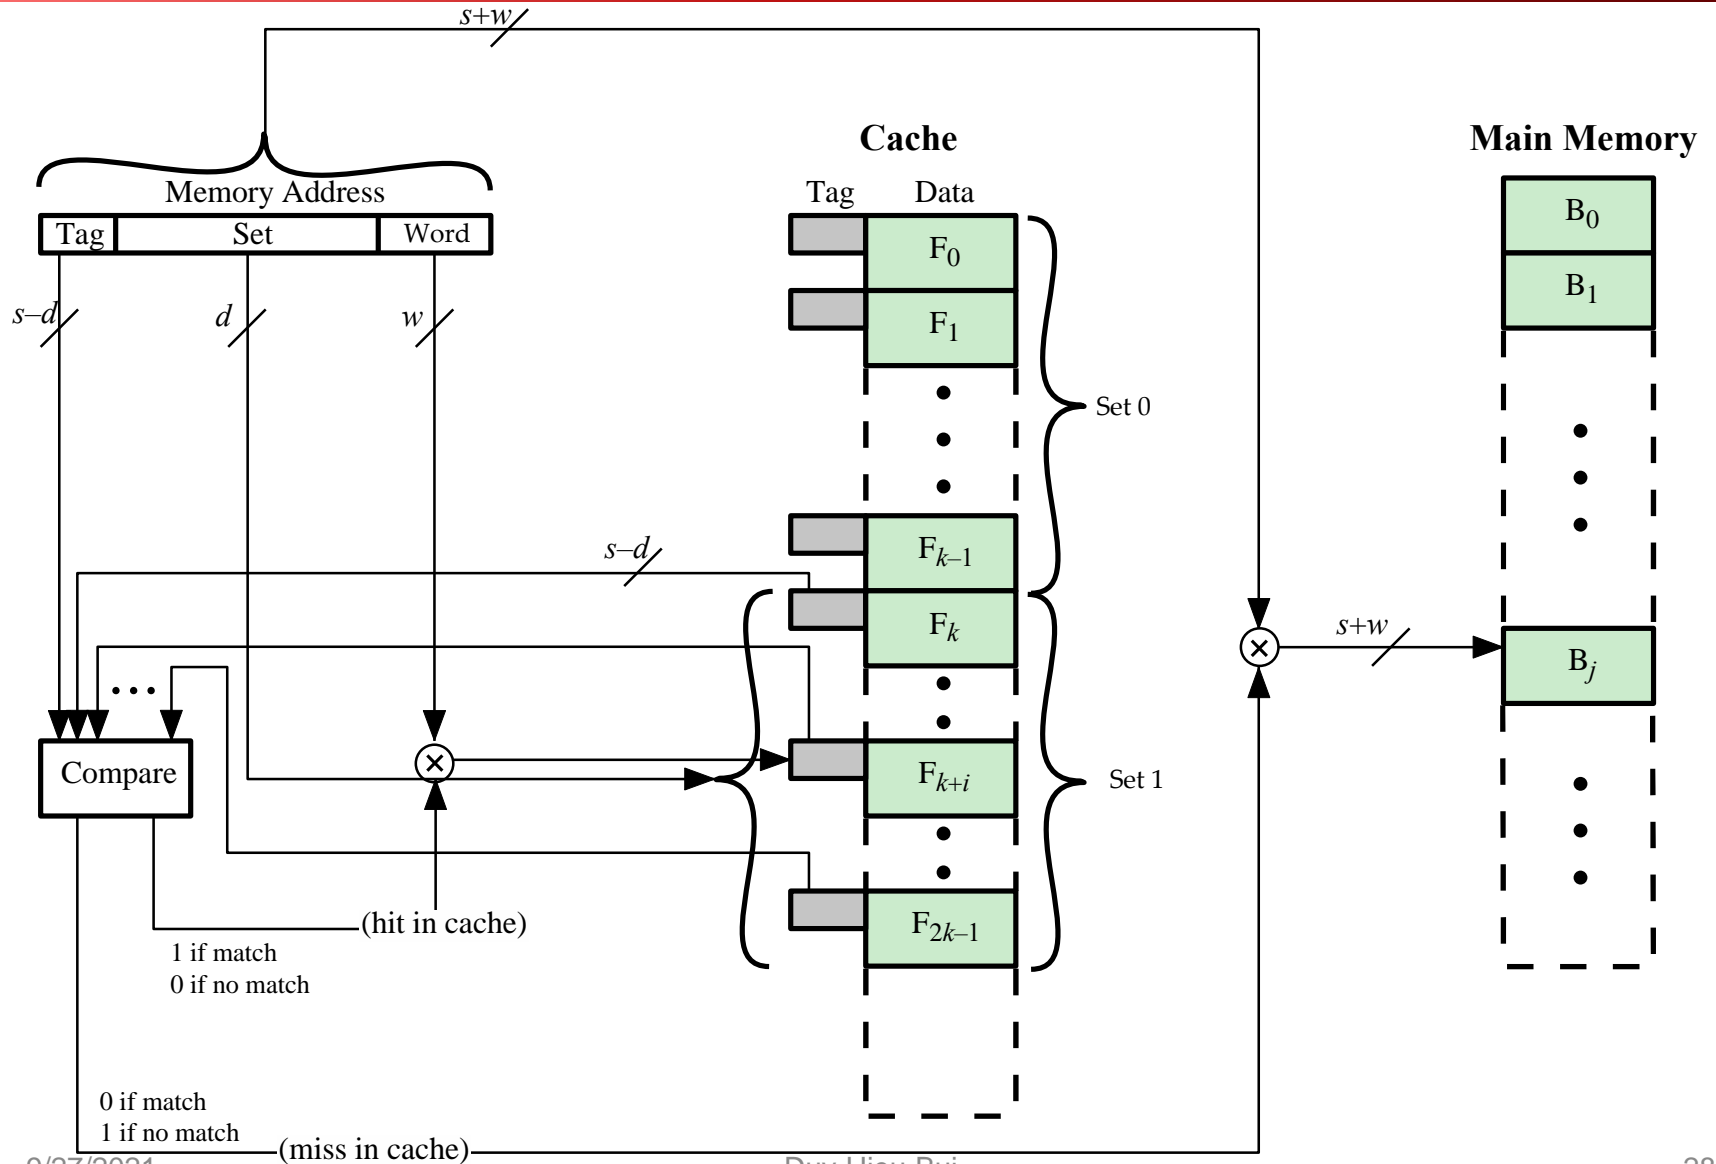 s+w
Cache
Main Memory
Memory Address
Tag Data
Tag Set Word
B0
F0
B1
s–d
d
w
F1
Set 0
s–d
Fk–1
Fk
s+w
Bj
Compare
Fk+i
Set 1
(hit in cache)
F2k–1
1 if match
0 if no match
0 if match
1 if no match
(miss in cache)